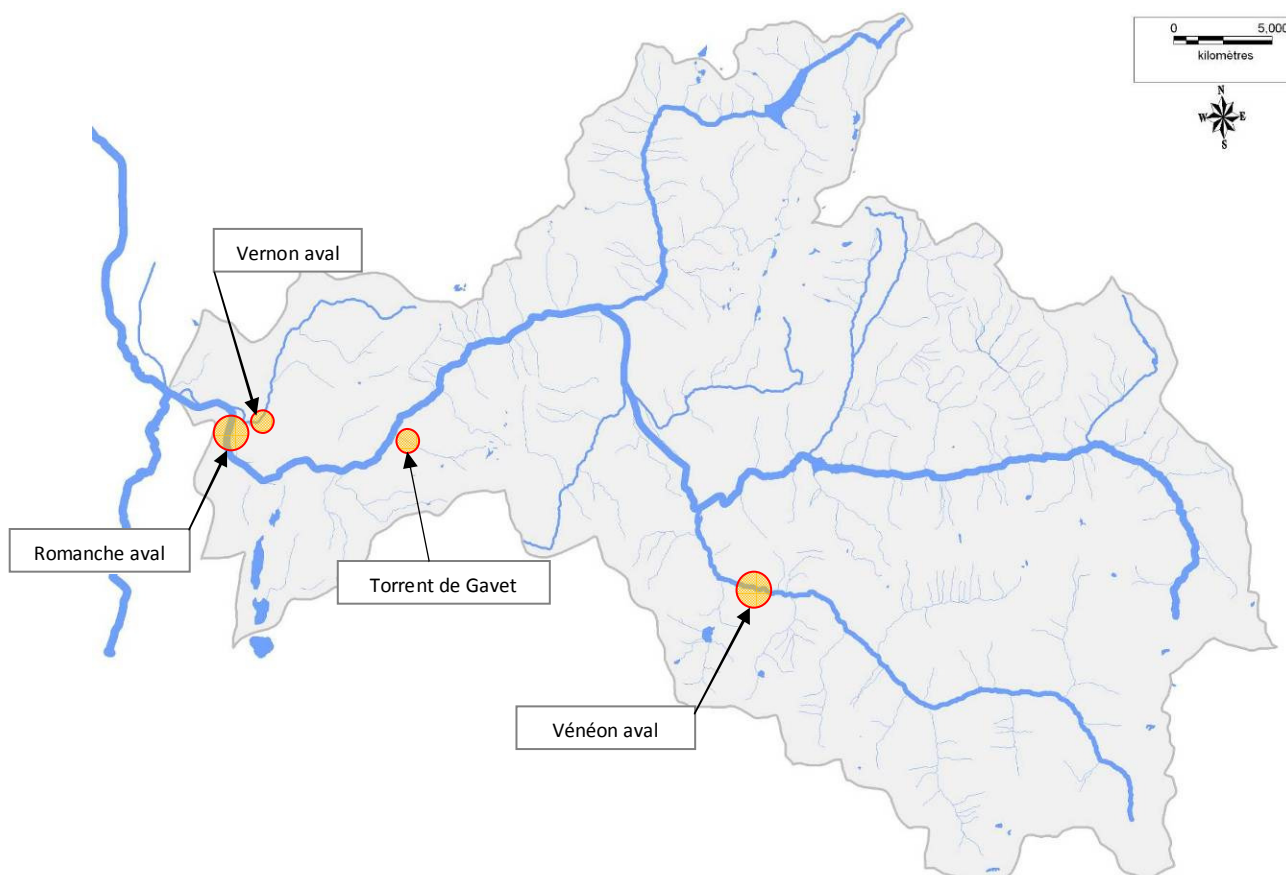 0 5,000
kilomètres
N
W E
S
Vernon aval
Romanche aval
Torrent de Gavet
Vénéon aval